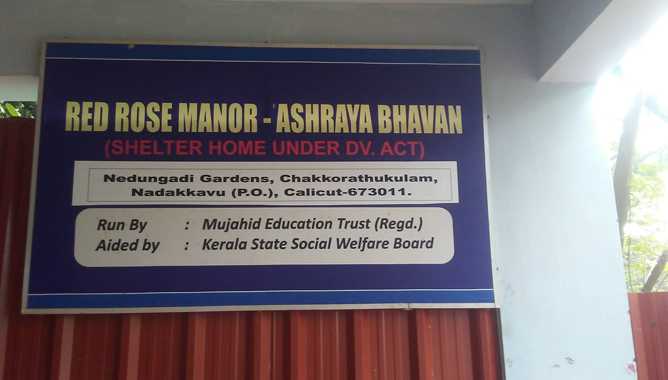 RED ROSE MANOR - ASHRAYA BHAVAN
(SHELTER HOME UNDER DV. ACT)
Nedungadi Gardens, Chakkorathukulam,
Nadakkavu (P.O.), Calicut-673011.
Run By : Mujahid Education Trust (Regd.)
Aided by : Kerala State Social Welfare Board